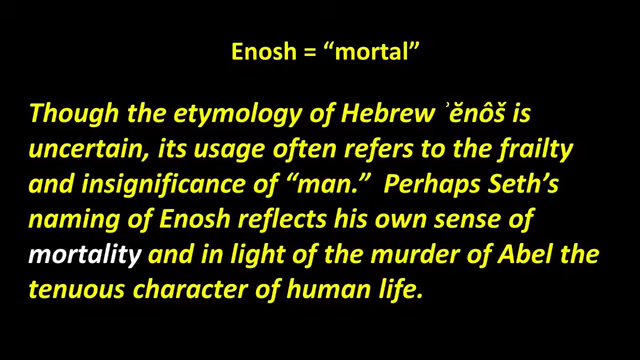 Enosh = “mortal”
Though the etymology of Hebrew ʾĕnôš is
uncertain, its usage often refers to the frailty
and insignificance of “man.”  Perhaps Seth’s
naming of Enosh reflects his own sense of
mortality and in light of the murder of Abel the
tenuous character of human life.